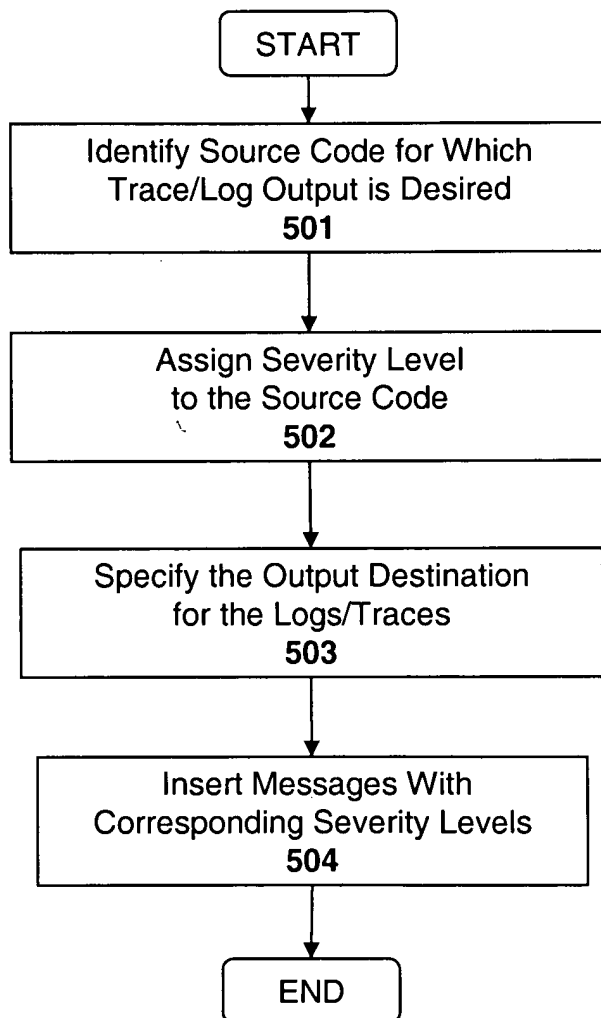 START
Identify Source Code for Which
Trace/Log Output is Desired
501
Assign Severity Level
to the Source Code
502
Specify the Output Destination
for the Logs/Traces
503
Insert Messages With
Corresponding Severity Levels
504
END